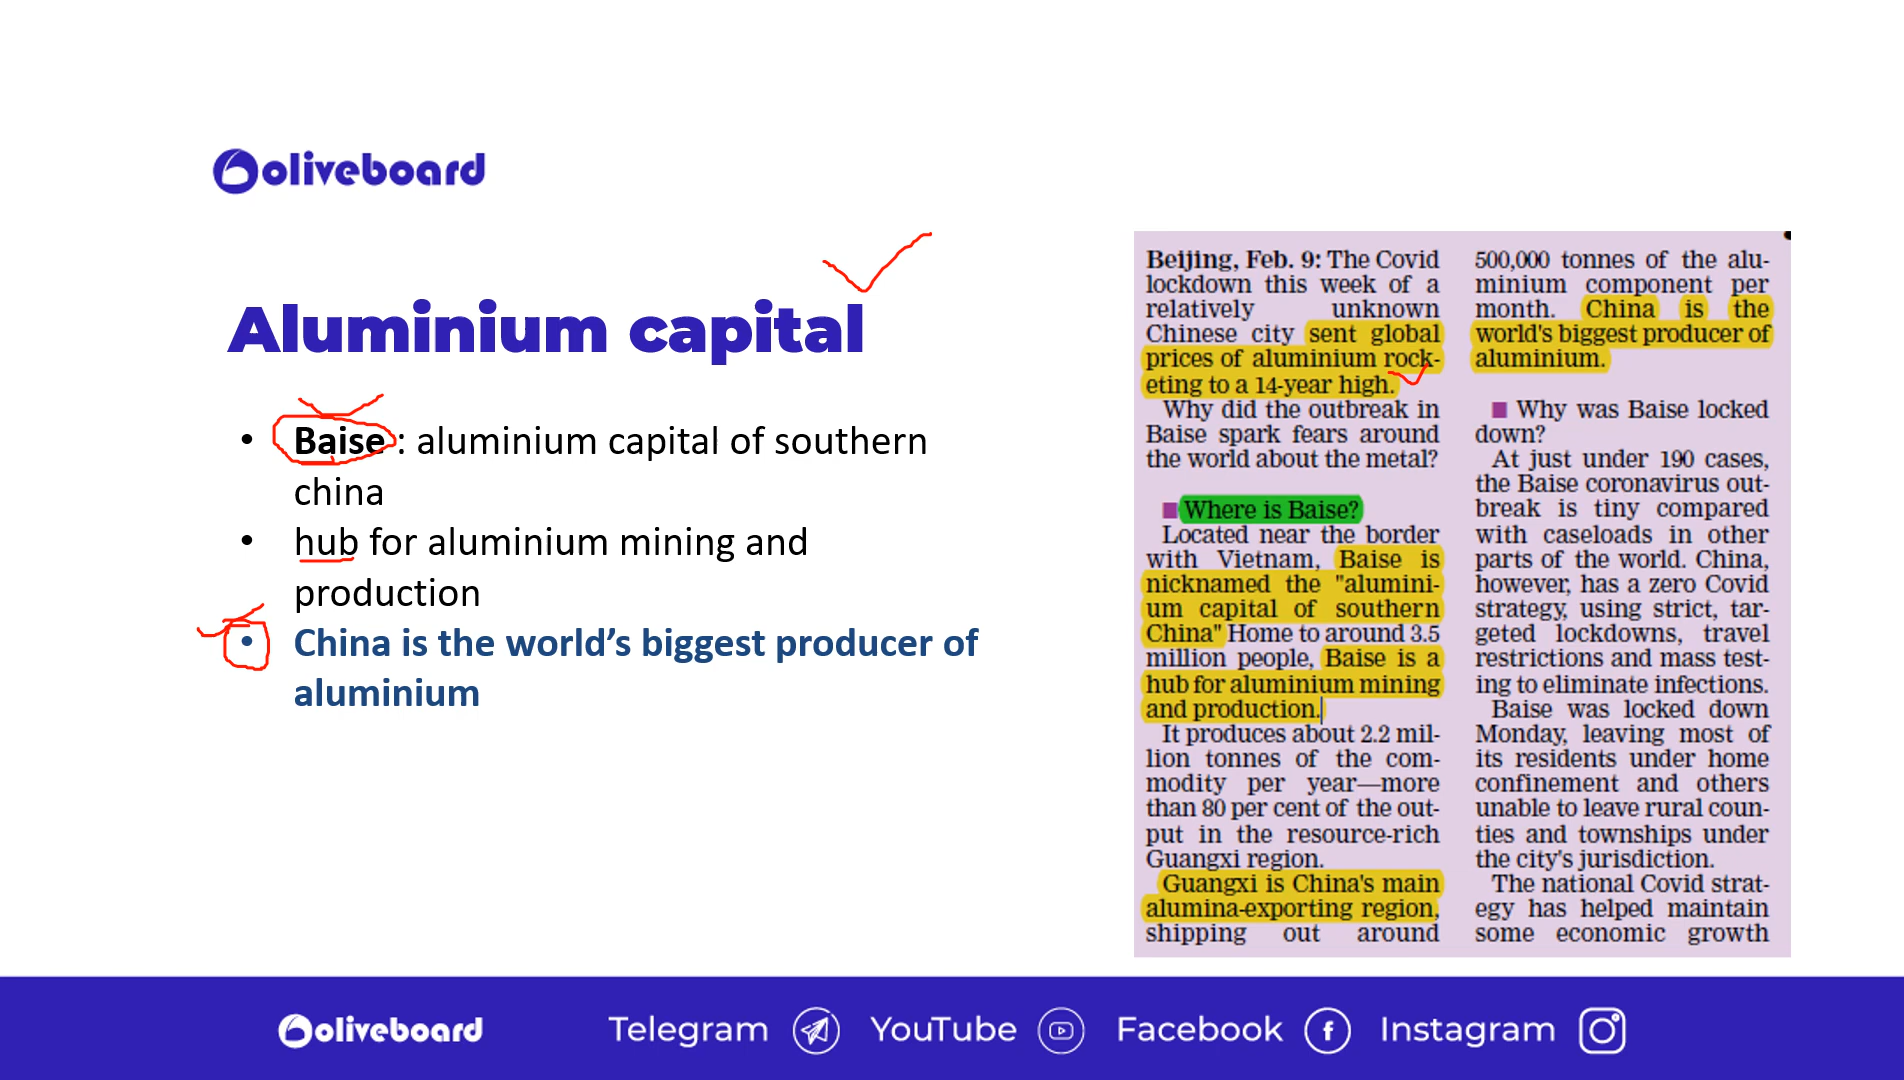 oliveboard
Aluminium capital
• Baise : aluminium capital of southern
china
• hub for aluminium mining and
production
• China is the world’s biggest producer of
aluminium
Beijing, Feb. 9: The Covid
lockdown this week of a
relatively unknown
Chinese city sent global
prices of aluminium rock-
eting to a 14-year high.
Why did the outbreak in
Baise spark fears around
the world about the metal?
■ Where is Baise?
Located near the border
with Vietnam, Baise is
nicknamed the "alumini-
um capital of southern
China" Home to around 3.5
million people, Baise is a
hub for aluminium mining
and production.
It produces about 2.2 mil-
lion tonnes of the com-
modity per year—more
than 80 per cent of the out-
put in the resource-rich
Guangxi region.
Guangxi is China's main
alumina-exporting region,
shipping out around
500,000 tonnes of the alu-
minium component per
month. China is the
world's biggest producer of
aluminium.
■ Why was Baise locked
down?
At just under 190 cases,
the Baise coronavirus out-
break is tiny compared
with caseloads in other
parts of the world. China,
however, has a zero Covid
strategy, using strict, tar-
geted lockdowns, travel
restrictions and mass test-
ing to eliminate infections.
Baise was locked down
Monday, leaving most of
its residents under home
confinement and others
unable to leave rural coun-
ties and townships under
the city's jurisdiction.
The national Covid strat-
egy has helped maintain
some economic growth
oliveboard Telegram YouTube Facebook Instagram